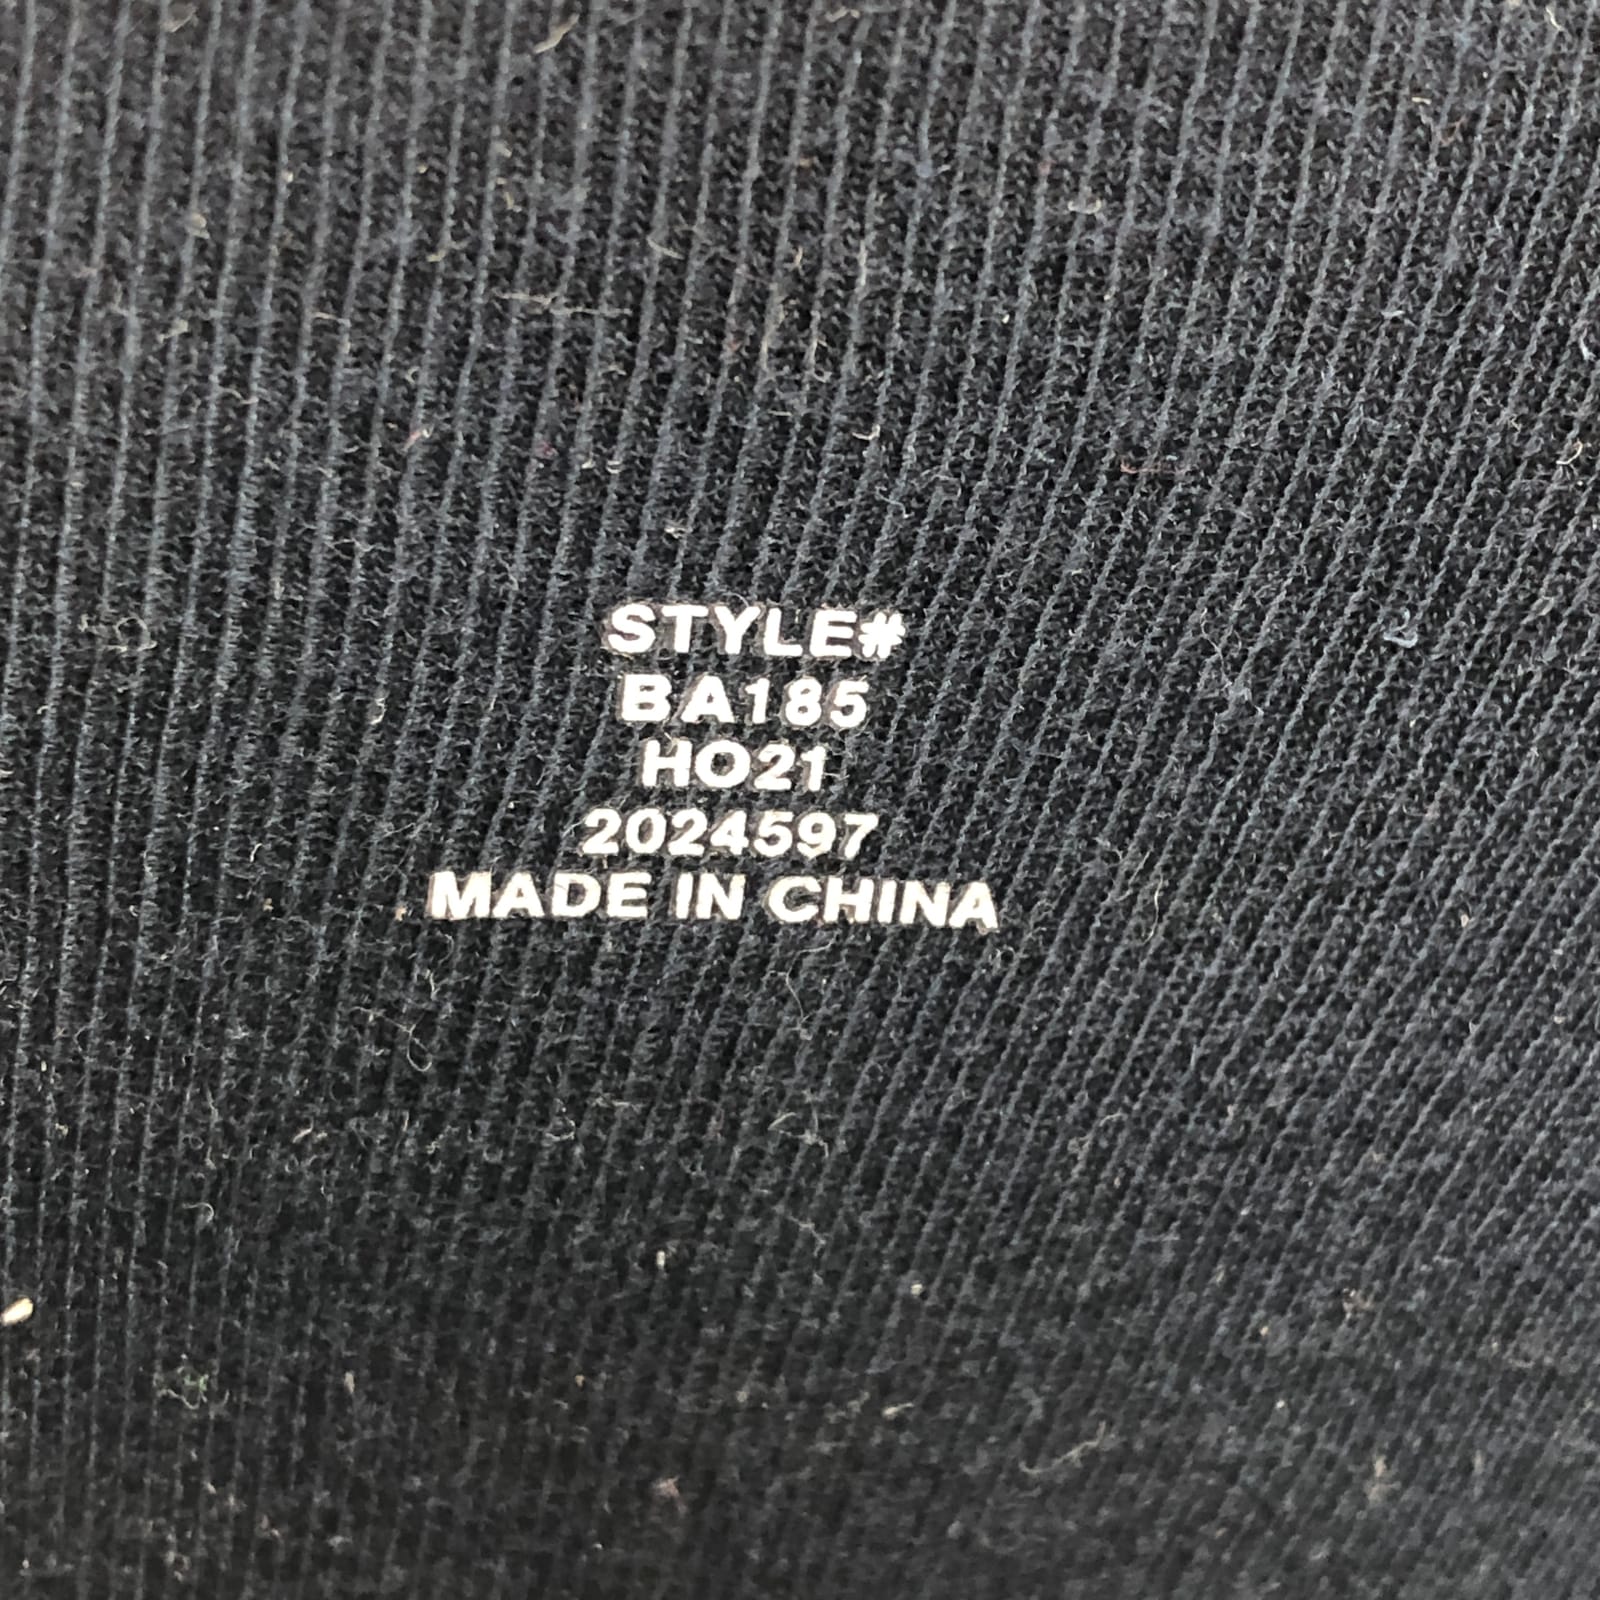 STYLE#
BA185
HO21
2024597
MADE IN CHINA